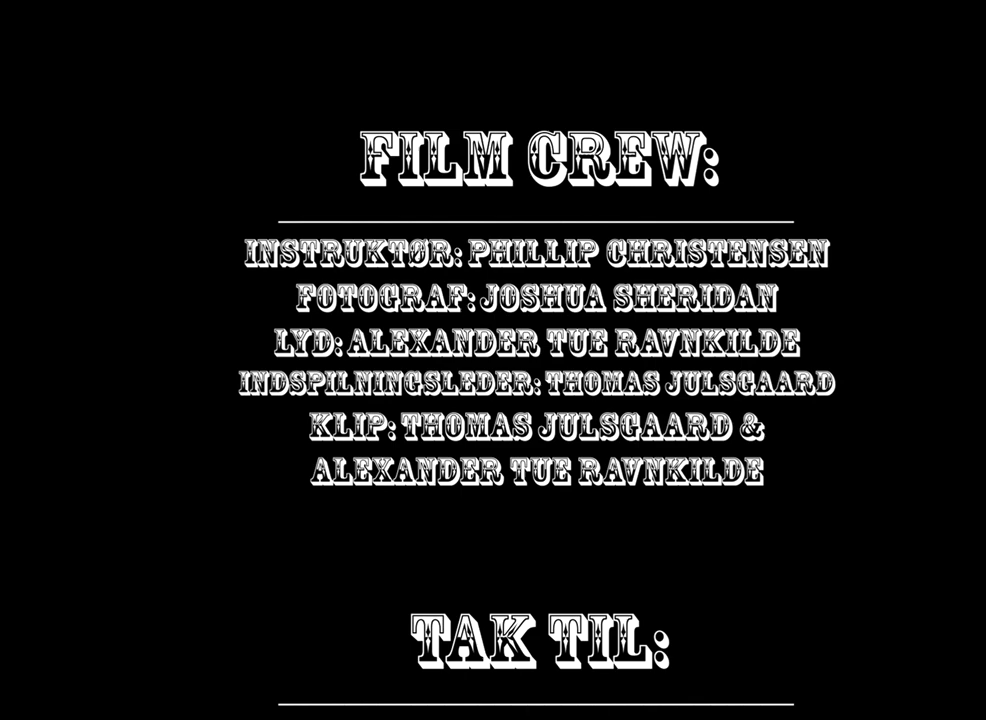 FILM CREW:
INSTRUKTØR: PHILLIP CHRISTENSEN
FOTOGRAF: JOSHUA SHERIDAN
LYD: ALEXANDER TUE RAVNKILDE
INDSPILNINGSLEDER: THOMAS JULSGAARD
KLIP: THOMAS JULSGAARD &
ALEXANDER TUE RAVNKILDE
TAK TIL: